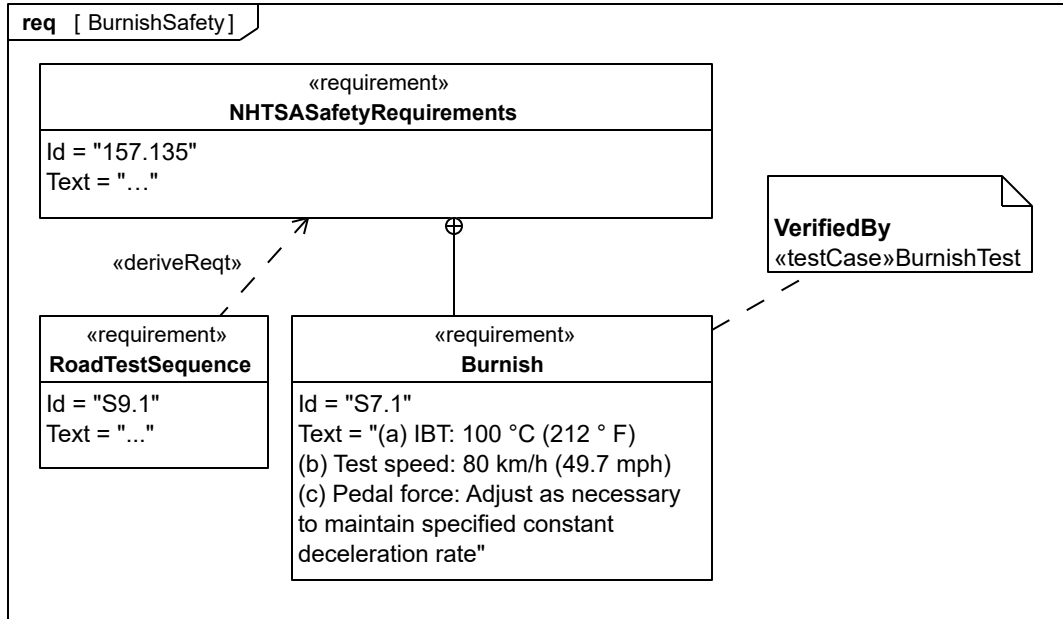 req [ BurnishSafety ]
«requirement»
NHTSASafetyRequirements
Id = "157.135"
Text = "…"
VerifiedBy
«testCase»BurnishTest
«deriveReqt»
«requirement»
RoadTestSequence
Id = "S9.1"
Text = "..."
«requirement»
Burnish
Id = "S7.1"
Text = "(a) IBT: 100 °C (212 ° F)
(b) Test speed: 80 km/h (49.7 mph)
(c) Pedal force: Adjust as necessary
to maintain specified constant
deceleration rate"